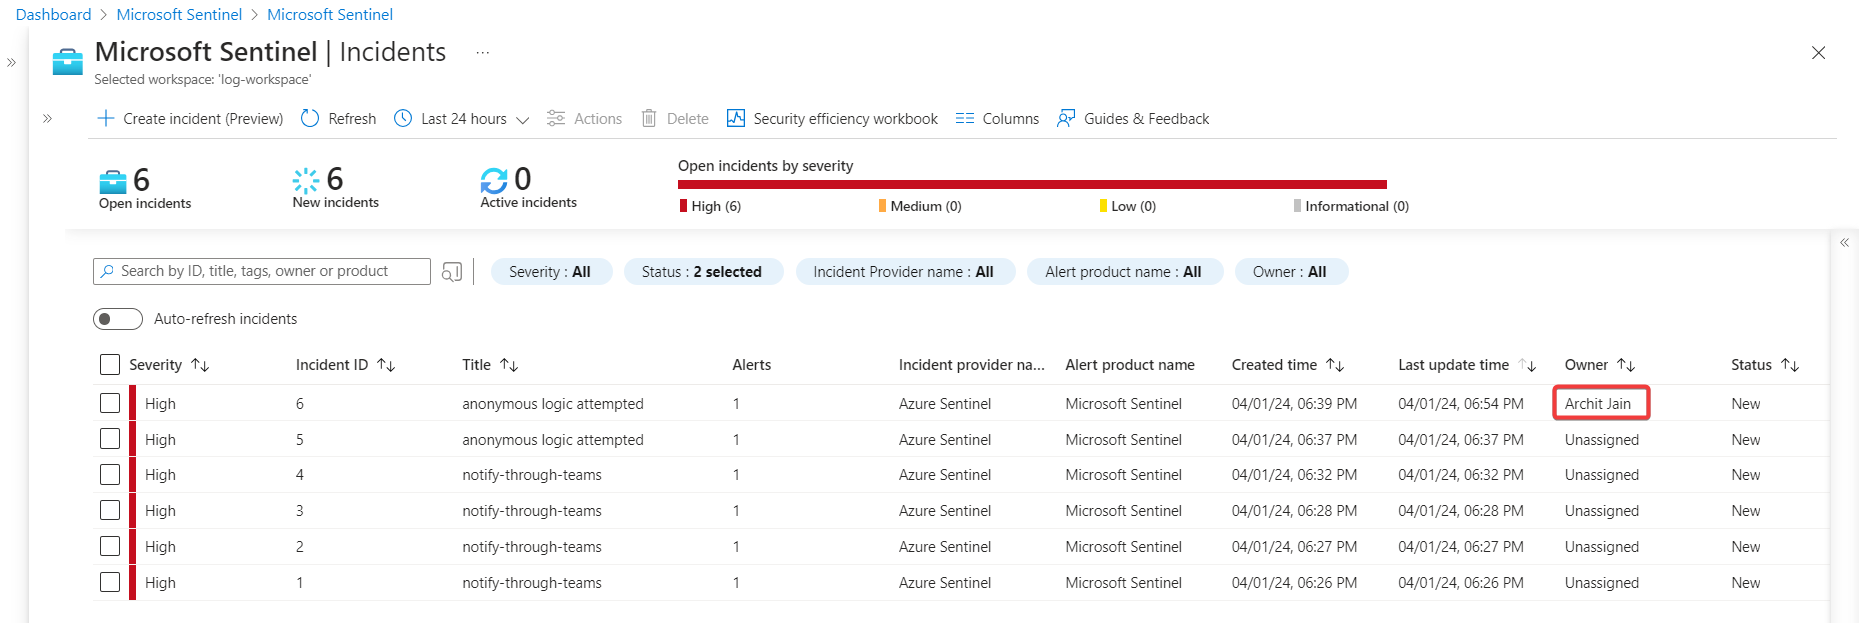 Dashboard > Microsoft Sentinel > Microsoft Sentinel
Microsoft Sentinel | Incidents ...
Selected workspace: 'log-workspace'
Create incident (Preview) Refresh Last 24 hours Actions Delete Security efficiency workbook Columns Guides & Feedback
6 6 0
Open incidents New incidents Active incidents
Open incidents by severity
High (6) Medium (0) Low (0) Informational (0)
Search by ID, title, tags, owner or product Severity : All Status : 2 selected Incident Provider name : All Alert product name : All Owner : All
Auto-refresh incidents
Severity Incident ID Title Alerts Incident provider na... Alert product name Created time Last update time Owner Status
High 6 anonymous logic attempted 1 Azure Sentinel Microsoft Sentinel 04/01/24, 06:39 PM 04/01/24, 06:54 PM Archit Jain New
High 5 anonymous logic attempted 1 Azure Sentinel Microsoft Sentinel 04/01/24, 06:37 PM 04/01/24, 06:37 PM Unassigned New
High 4 notify-through-teams 1 Azure Sentinel Microsoft Sentinel 04/01/24, 06:32 PM 04/01/24, 06:32 PM Unassigned New
High 3 notify-through-teams 1 Azure Sentinel Microsoft Sentinel 04/01/24, 06:28 PM 04/01/24, 06:28 PM Unassigned New
High 2 notify-through-teams 1 Azure Sentinel Microsoft Sentinel 04/01/24, 06:27 PM 04/01/24, 06:27 PM Unassigned New
High 1 notify-through-teams 1 Azure Sentinel Microsoft Sentinel 04/01/24, 06:26 PM 04/01/24, 06:26 PM Unassigned New